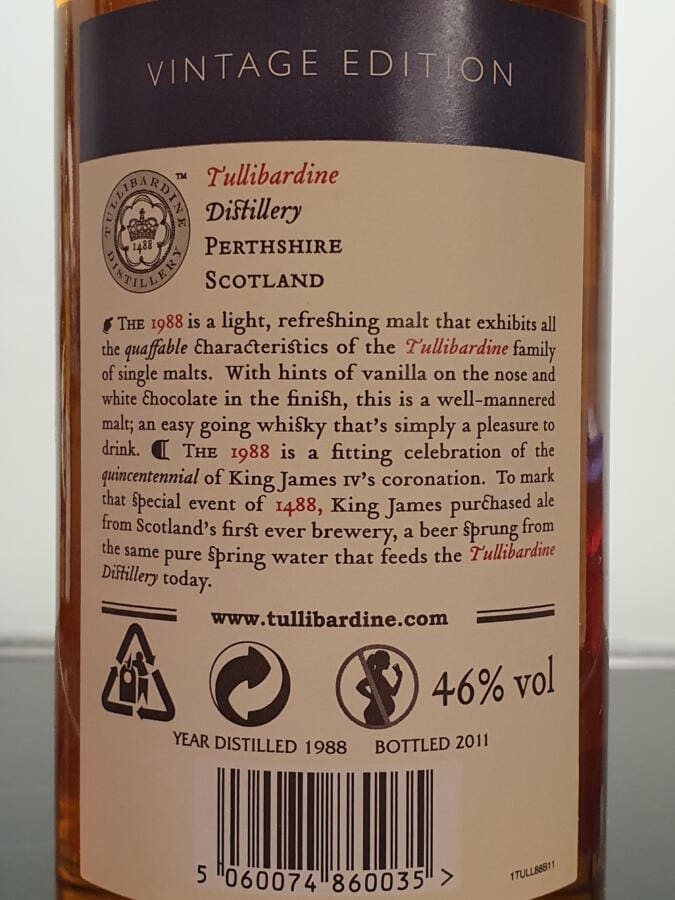 VINTAGE EDITION
TULLIBARDINE DISTILLERY
1488
TM
Tullibardine
Distillery
PERTHSHIRE
SCOTLAND
THE 1988 is a light, refreshing malt that exhibits all
the quaffable characteristics of the Tullibardine family
of single malts. With hints of vanilla on the nose and
white chocolate in the finish, this is a well-mannered
malt; an easy going whisky that's simply a pleasure to
drink. ¶ THE 1988 is a fitting celebration of the
quincentennial of King James IV's coronation. To mark
that special event of 1488, King James purchased ale
from Scotland's first ever brewery, a beer sprung from
the same pure spring water that feeds the Tullibardine
Distillery today.
www.tullibardine.com
46% vol
YEAR DISTILLED 1988 BOTTLED 2011
5 060074 860035 >
1TULL88B11